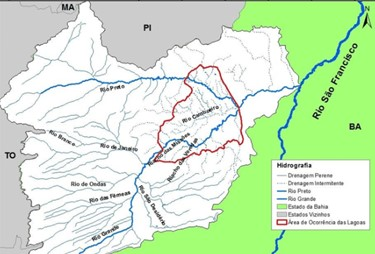 MA
PI
N
Rio São Francisco
Rio Preto
Rio Branco
Rio de Janeiro
TO
Rio de Ondas
Rio das Fêmeas
Rio São Desidério
Rio Grande
BA
Hidrografia
Drenagem Perene
Drenagem Intermitente
Rio Preto
Rio Grande
Estado da Bahia
Estados Vizinhos
Área de Ocorrência das Lagoas